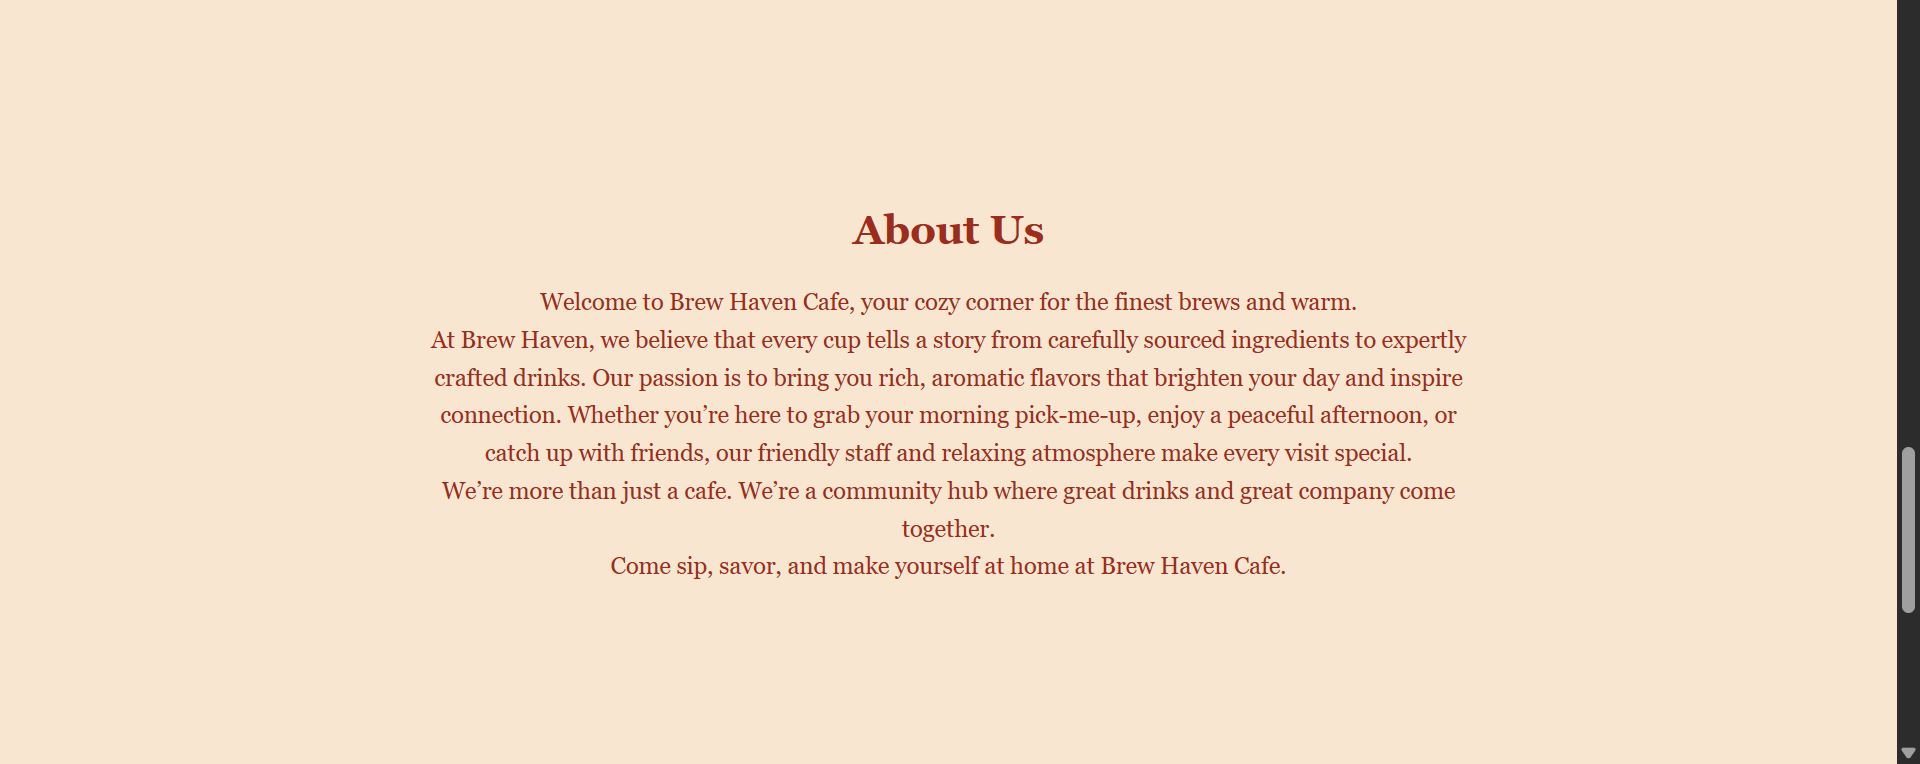 About Us
Welcome to Brew Haven Cafe, your cozy corner for the finest brews and warm.
At Brew Haven, we believe that every cup tells a story from carefully sourced ingredients to expertly
crafted drinks. Our passion is to bring you rich, aromatic flavors that brighten your day and inspire
connection. Whether you’re here to grab your morning pick-me-up, enjoy a peaceful afternoon, or
catch up with friends, our friendly staff and relaxing atmosphere make every visit special.
We’re more than just a cafe. We’re a community hub where great drinks and great company come
together.
Come sip, savor, and make yourself at home at Brew Haven Cafe.